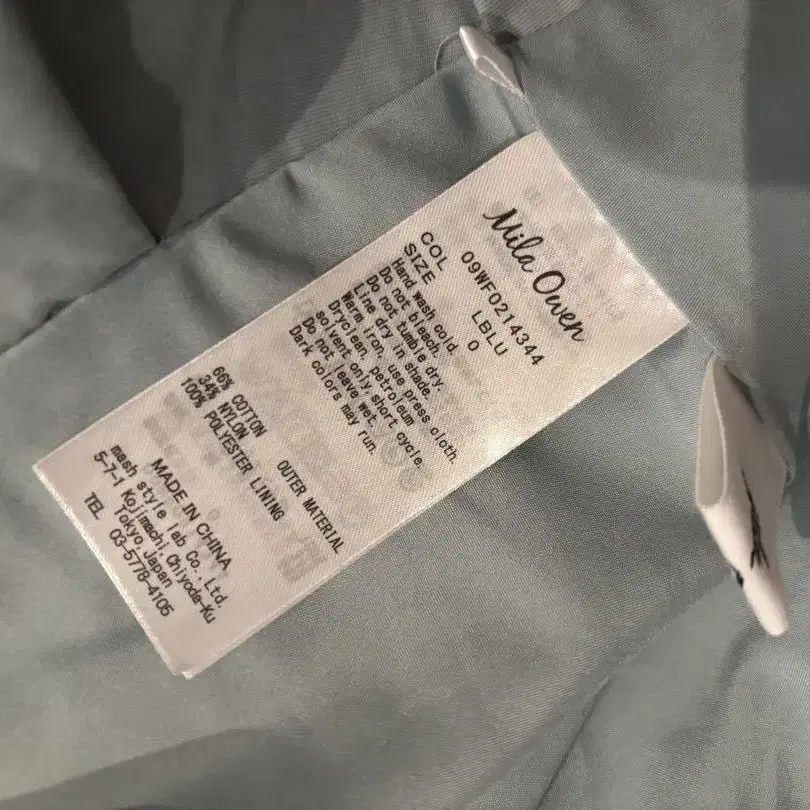 Mila Owen
09WF0214344
COL LBLU
SIZE 0
Hand wash cold.
Do not bleach.
Do not tumble dry.
Line dry in shade.
Warm iron, use press cloth.
Dryclean, petroleum
solvent only,short cycle.
Do not leave wet.
Dark colors may run.
66% COTTON OUTER MATERIAL
34% NYLON
100% POLYESTER LINING
MADE IN CHINA
mash style lab Co.,Ltd.
5-7-1 Kojimachi,Chiyoda-Ku
Tokyo,Japan
TEL 03-5778-4105